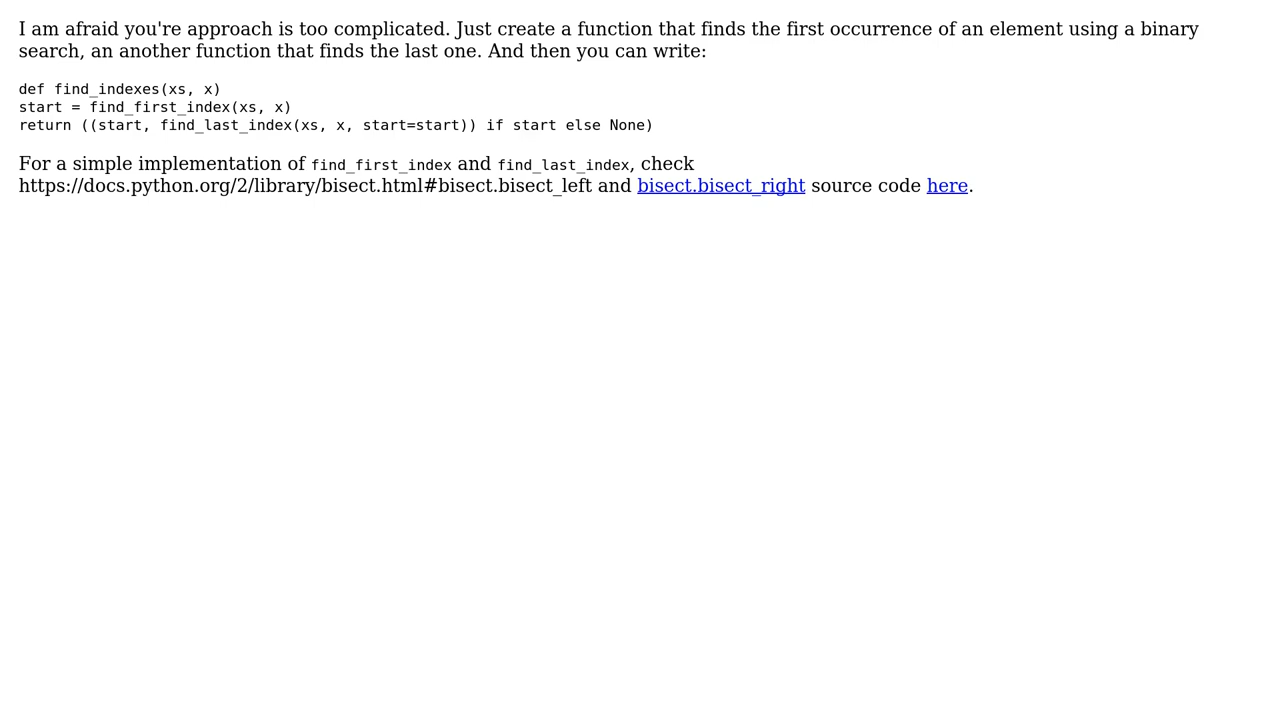 I am afraid you're approach is too complicated. Just create a function that finds the first occurrence of an element using a binary
search, an another function that finds the last one. And then you can write:
def find_indexes(xs, x)
start = find_first_index(xs, x)
return ((start, find_last_index(xs, x, start=start)) if start else None)
For a simple implementation of find_first_index and find_last_index, check
https://docs.python.org/2/library/bisect.html#bisect.bisect_left and bisect.bisect_right source code here.